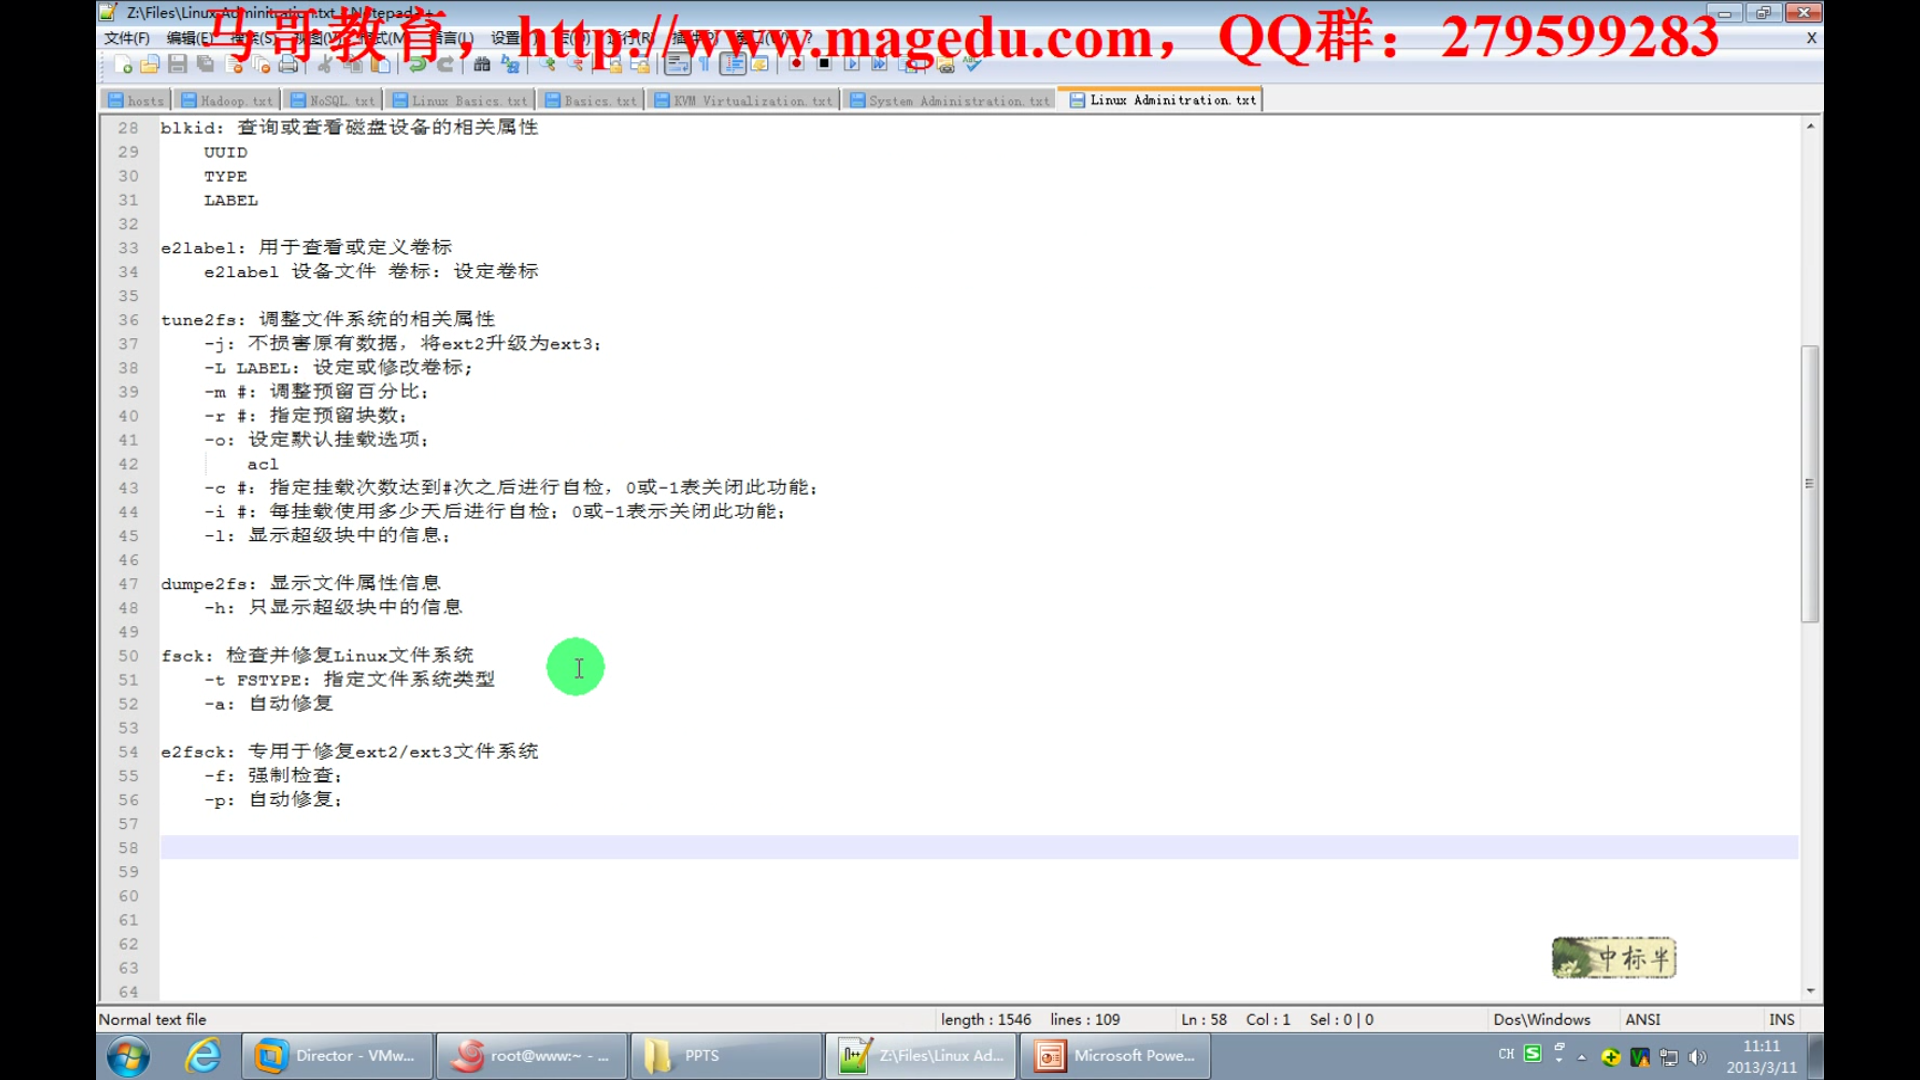 Z:\Files\Linux Adminitration.txt - Notepad++
马哥教育，http://www.magedu.com，QQ群：279599283
文件(F) 编辑(E) 搜索(S) 视图(V) 格式(M) 语言(L) 设置 运行(R) ?
X
hosts Hadoop.txt NoSQL.txt Linux Basics.txt Basics.txt KVM Virtualization.txt System Administration.txt Linux Adminitration.txt
28 blkid: 查询或查看磁盘设备的相关属性
29 UUID
30 TYPE
31 LABEL
32
33 e2label: 用于查看或定义卷标
34 e2label 设备文件 卷标: 设定卷标
35
36 tune2fs: 调整文件系统的相关属性
37 -j: 不损害原有数据，将ext2升级为ext3;
38 -L LABEL: 设定或修改卷标;
39 -m #: 调整预留百分比;
40 -r #: 指定预留块数;
41 -o: 设定默认挂载选项;
42 acl
43 -c #: 指定挂载次数达到#次之后进行自检，0或-1表关闭此功能;
44 -i #: 每挂载使用多少天后进行自检; 0或-1表示关闭此功能;
45 -l: 显示超级块中的信息;
46
47 dumpe2fs: 显示文件属性信息
48 -h: 只显示超级块中的信息
49
50 fsck: 检查并修复Linux文件系统
51 -t FSTYPE: 指定文件系统类型
52 -a: 自动修复
53
54 e2fsck: 专用于修复ext2/ext3文件系统
55 -f: 强制检查;
56 -p: 自动修复;
57
58
59
60
61
62
63
64
中标半
Normal text file length : 1546 lines : 109 Ln : 58 Col : 1 Sel : 0 | 0 Dos\Windows ANSI INS
Director - VMw... root@www:~ - ... PPTS Z:\Files\Linux Ad... Microsoft Powe... CH 11:11
2013/3/11